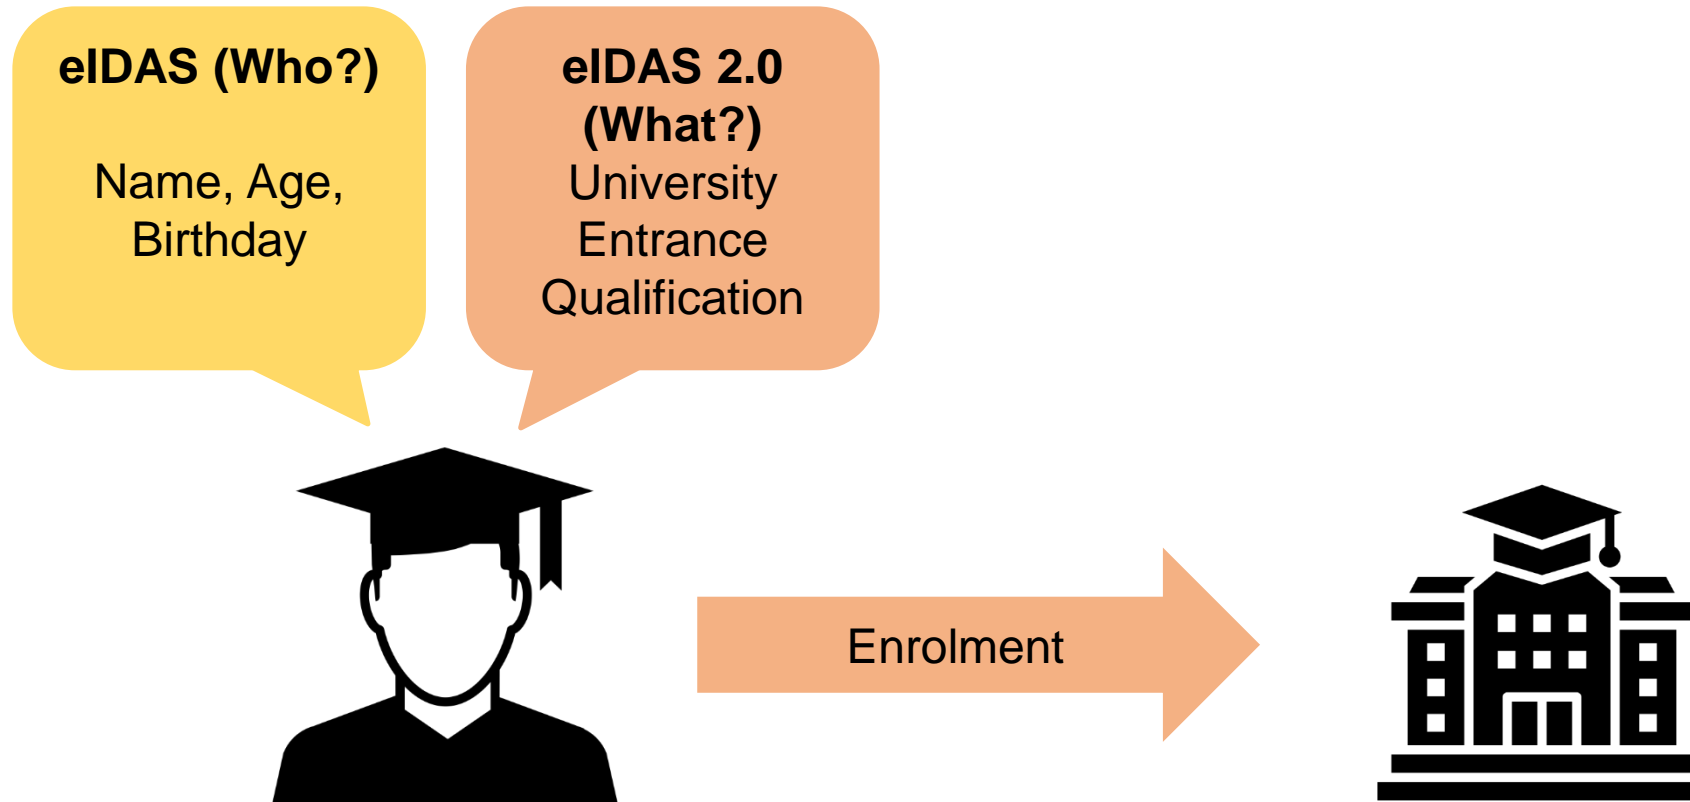 eIDAS (Who?)
Name, Age,
Birthday
eIDAS 2.0
(What?)
University
Entrance
Qualification
Enrolment